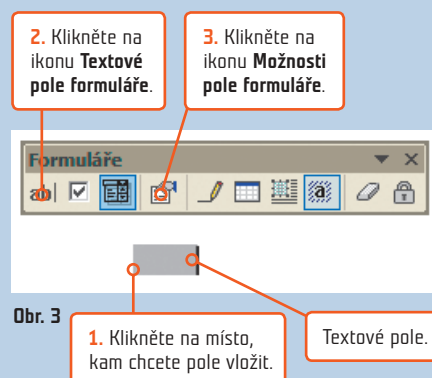 2. Klikněte na
ikonu Textové
pole formuláře.
3. Klikněte na
ikonu Možnosti
pole formuláře.
Formuláře
ab|
a
Obr. 3
1. Klikněte na místo,
kam chcete pole vložit.
Textové pole.